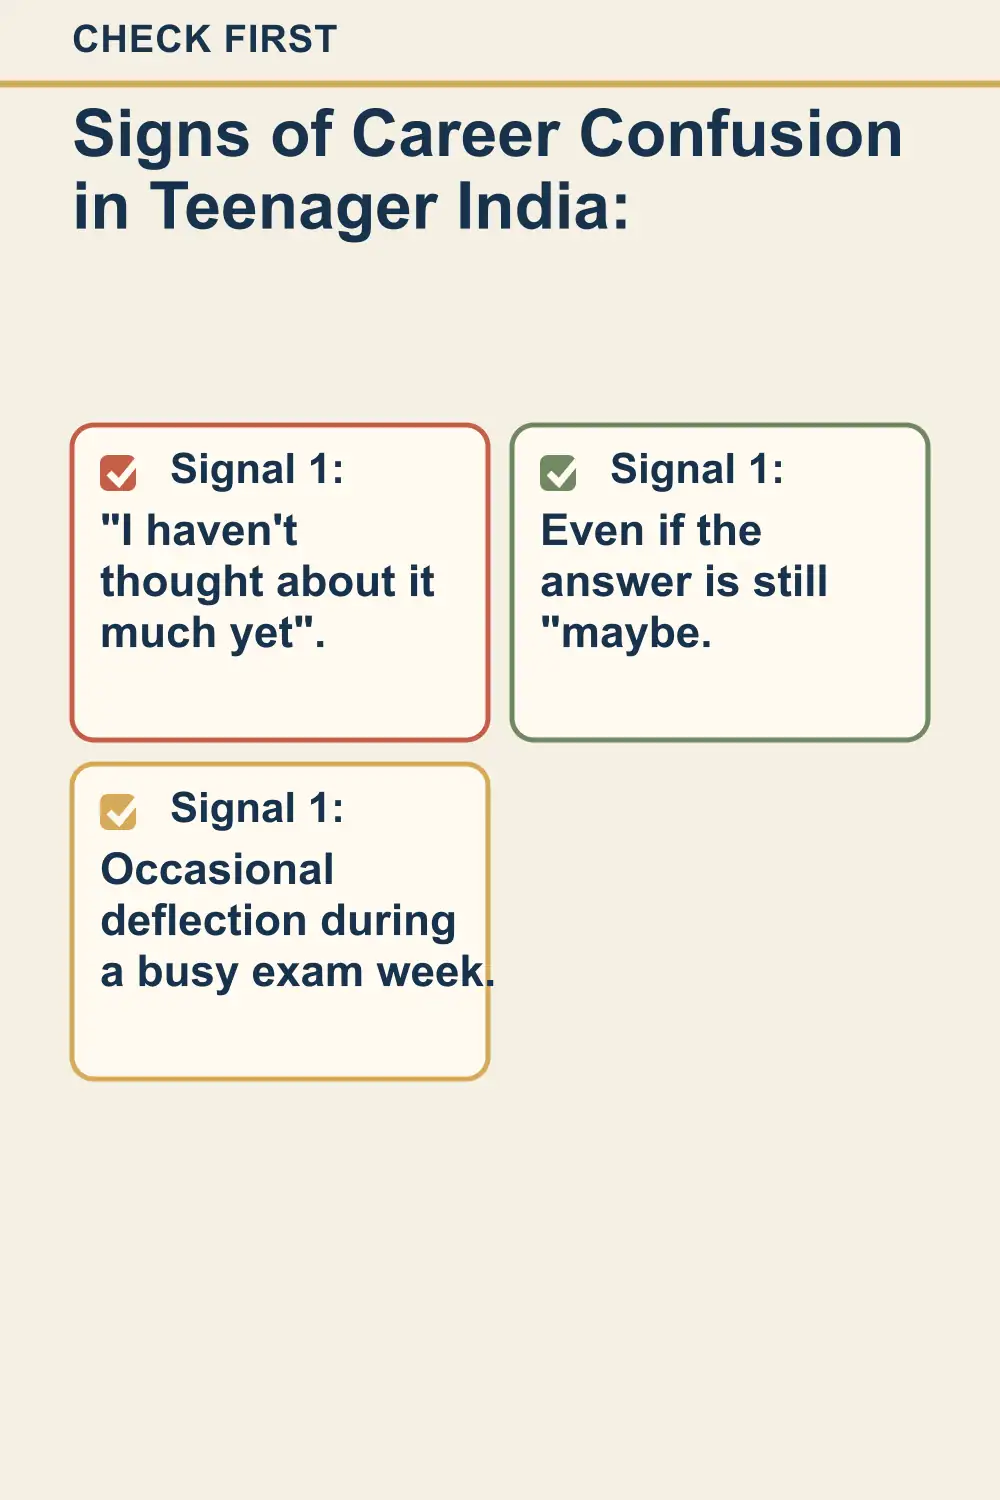 CHECK FIRST
Signs of Career Confusion
in Teenager India:
Signal 1:
"I haven't
thought about it
much yet".
Signal 1:
Even if the
answer is still
"maybe.
Signal 1:
Occasional
deflection during
a busy exam week.